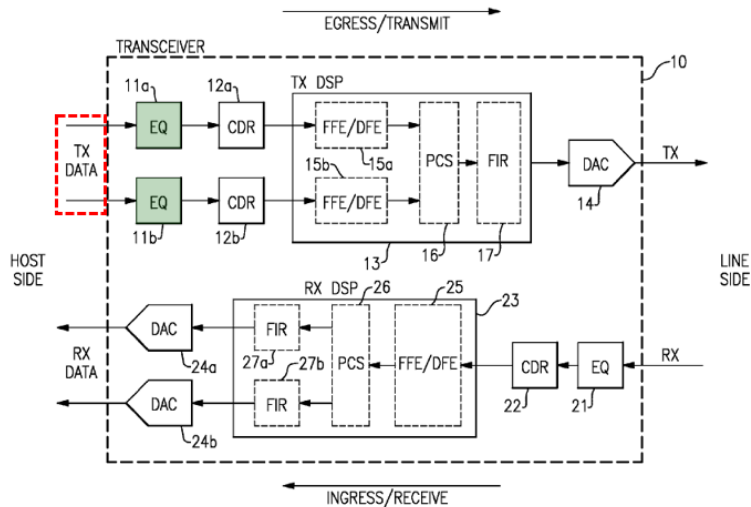 EGRESS/TRANSMIT
TRANSCEIVER
10
11a
12a
TX DSP
EQ
CDR
FFE/DFE
15a
TX
DATA
PCS
FIR
DAC
TX
14
15b
EQ
CDR
FFE/DFE
11b
12b
13
16
17
HOST
SIDE
LINE
SIDE
RX DSP
26
25
23
DAC
FIR
24a
27a
27b
RX
DATA
PCS
FFE/DFE
CDR
EQ
RX
22
21
DAC
FIR
24b
INGRESS/RECEIVE